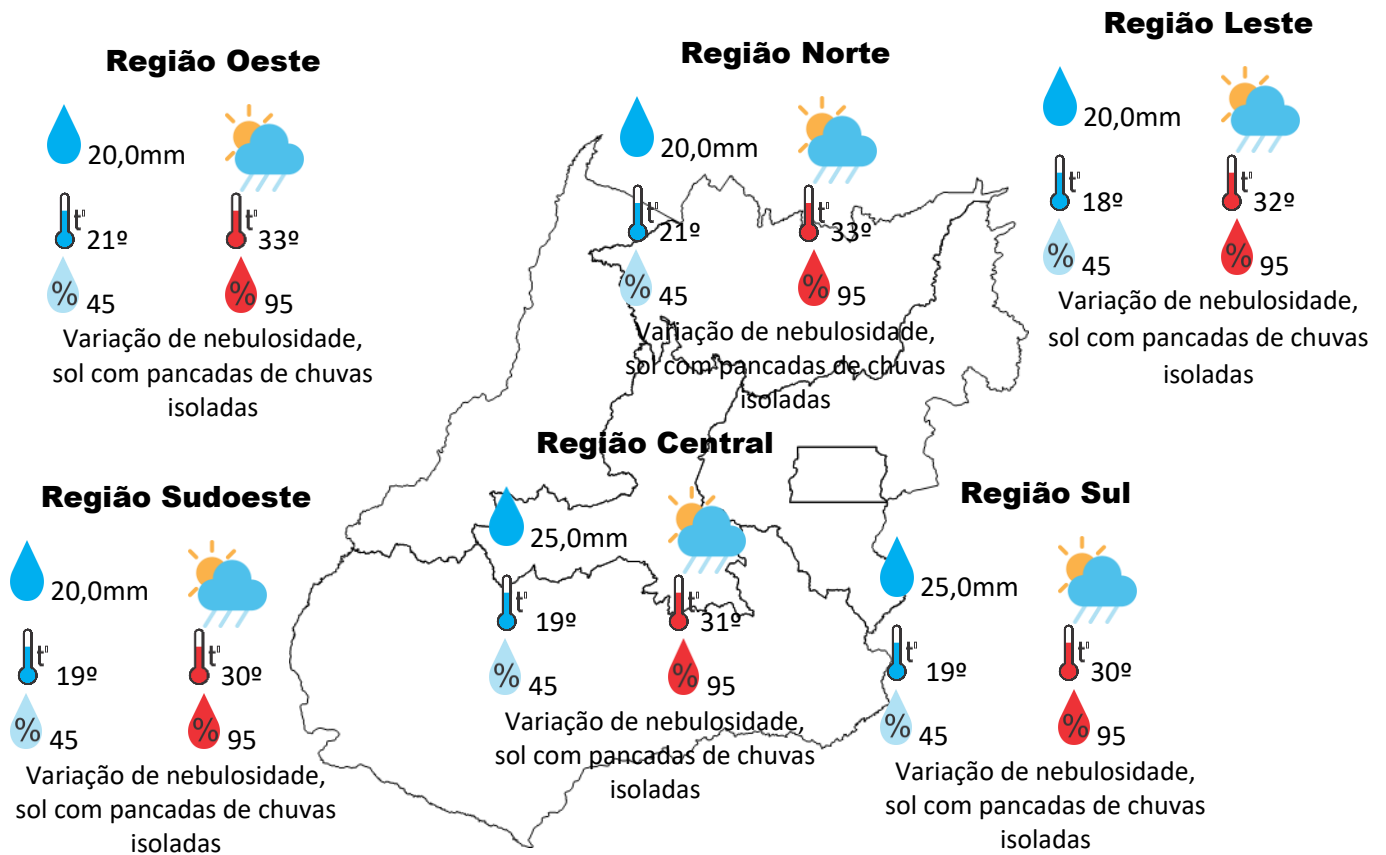 Região Oeste
20,0mm
t°
21º
33º
%
45
%
95
Variação de nebulosidade,
sol com pancadas de chuvas
isoladas
Região Norte
20,0mm
t°
21º
t°
33º
%
45
%
95
Variação de nebulosidade,
sol com pancadas de chuvas
isoladas
Região Leste
20,0mm
t°
18º
t°
32º
%
45
%
95
Variação de nebulosidade,
sol com pancadas de chuvas
isoladas
Região Sudoeste
20,0mm
t°
19º
t°
30º
%
45
%
95
Variação de nebulosidade,
sol com pancadas de chuvas
isoladas
Região Central
25,0mm
t°
19º
t°
31º
%
45
%
95
Variação de nebulosidade,
sol com pancadas de chuvas
isoladas
Região Sul
25,0mm
t°
19º
t°
30º
%
45
%
95
Variação de nebulosidade,
sol com pancadas de chuvas
isoladas